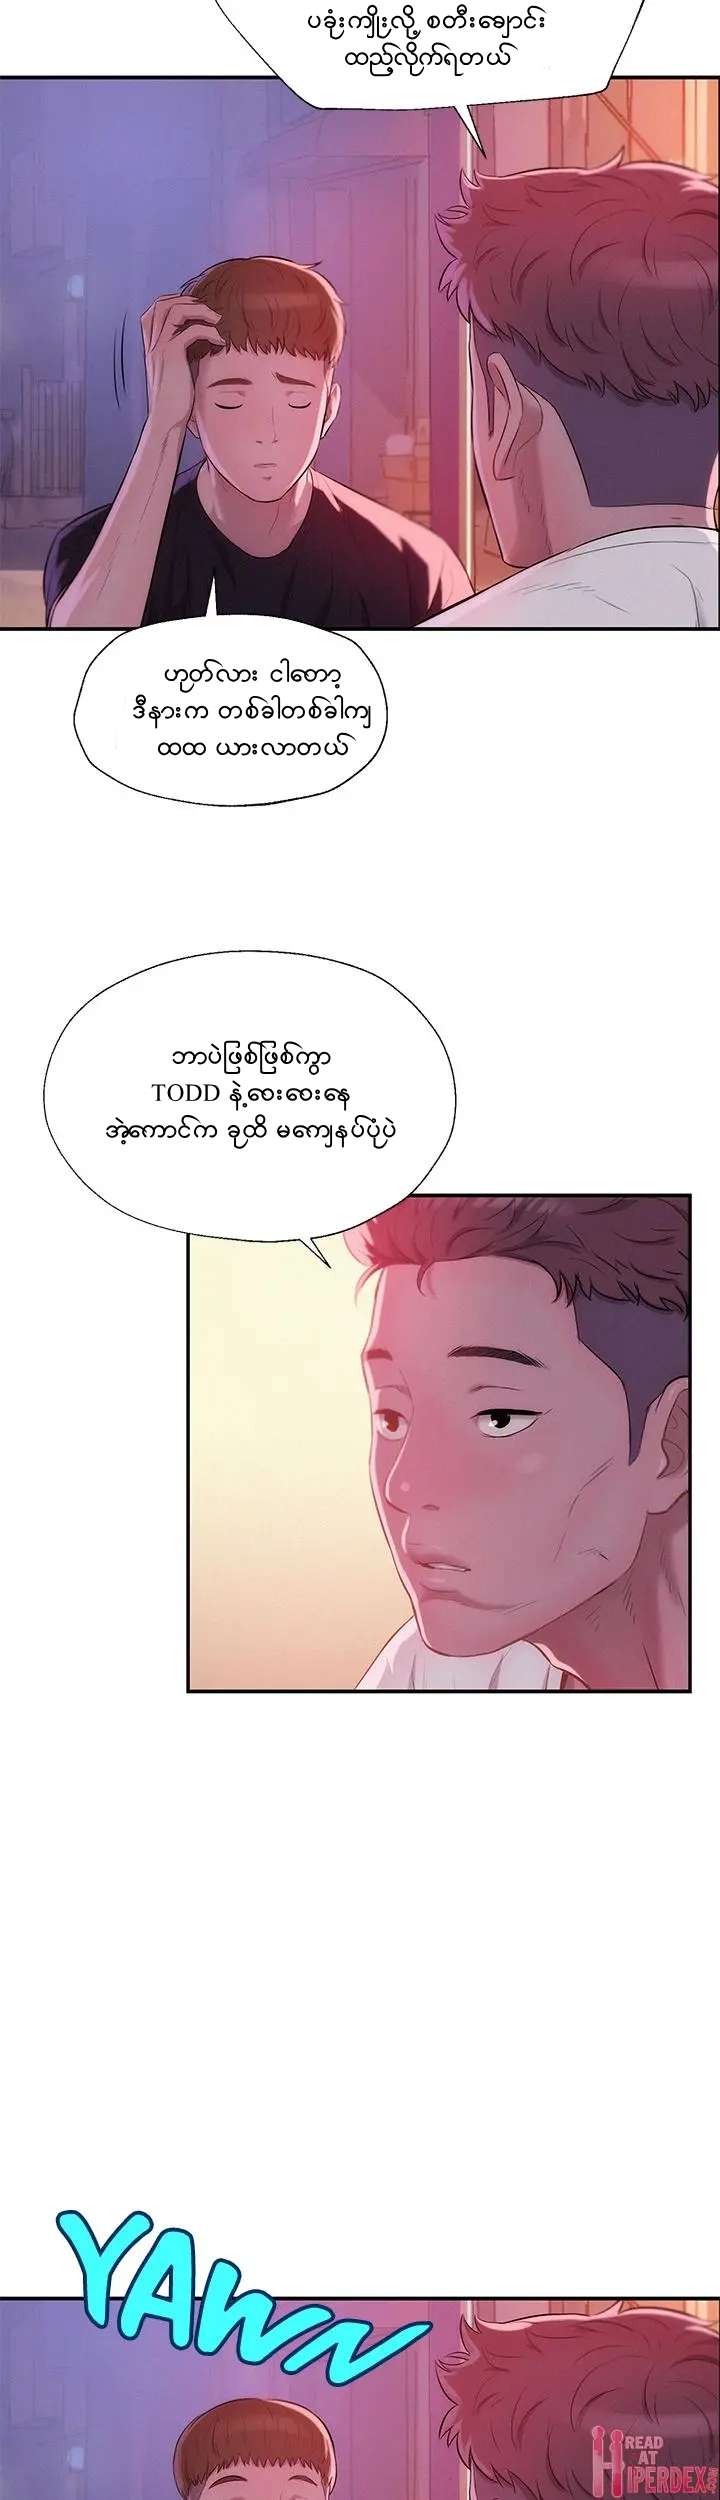 ပခုံးကျိုးလို့ စတီးချောင်း
ထည့်လိုက်ရတယ်
ဟုတ်လား ငါတော့
ဒီနားက တစ်ခါတစ်ခါကျ
ထထ ယားလာတယ်
ဘာပဲဖြစ်ဖြစ်ကွာ
TODD နဲ့ဝေးဝေးနေ
အဲ့ကောင်က ခုထိ မကျေနပ်ပုံပဲ
YAWN
READ
AT
HIPERDEX.COM